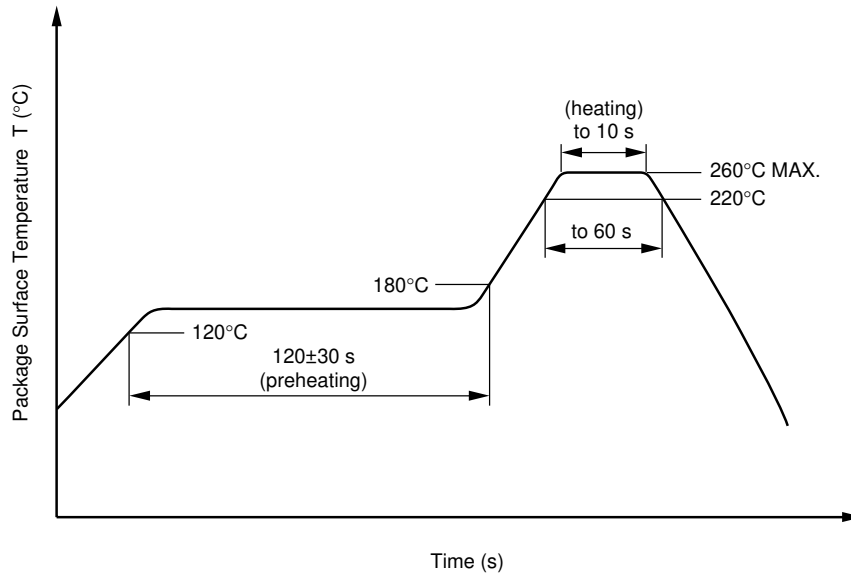 Package Surface Temperature T (°C)
(heating)
to 10 s
260°C MAX.
220°C
to 60 s
180°C
120°C
120±30 s
(preheating)
Time (s)